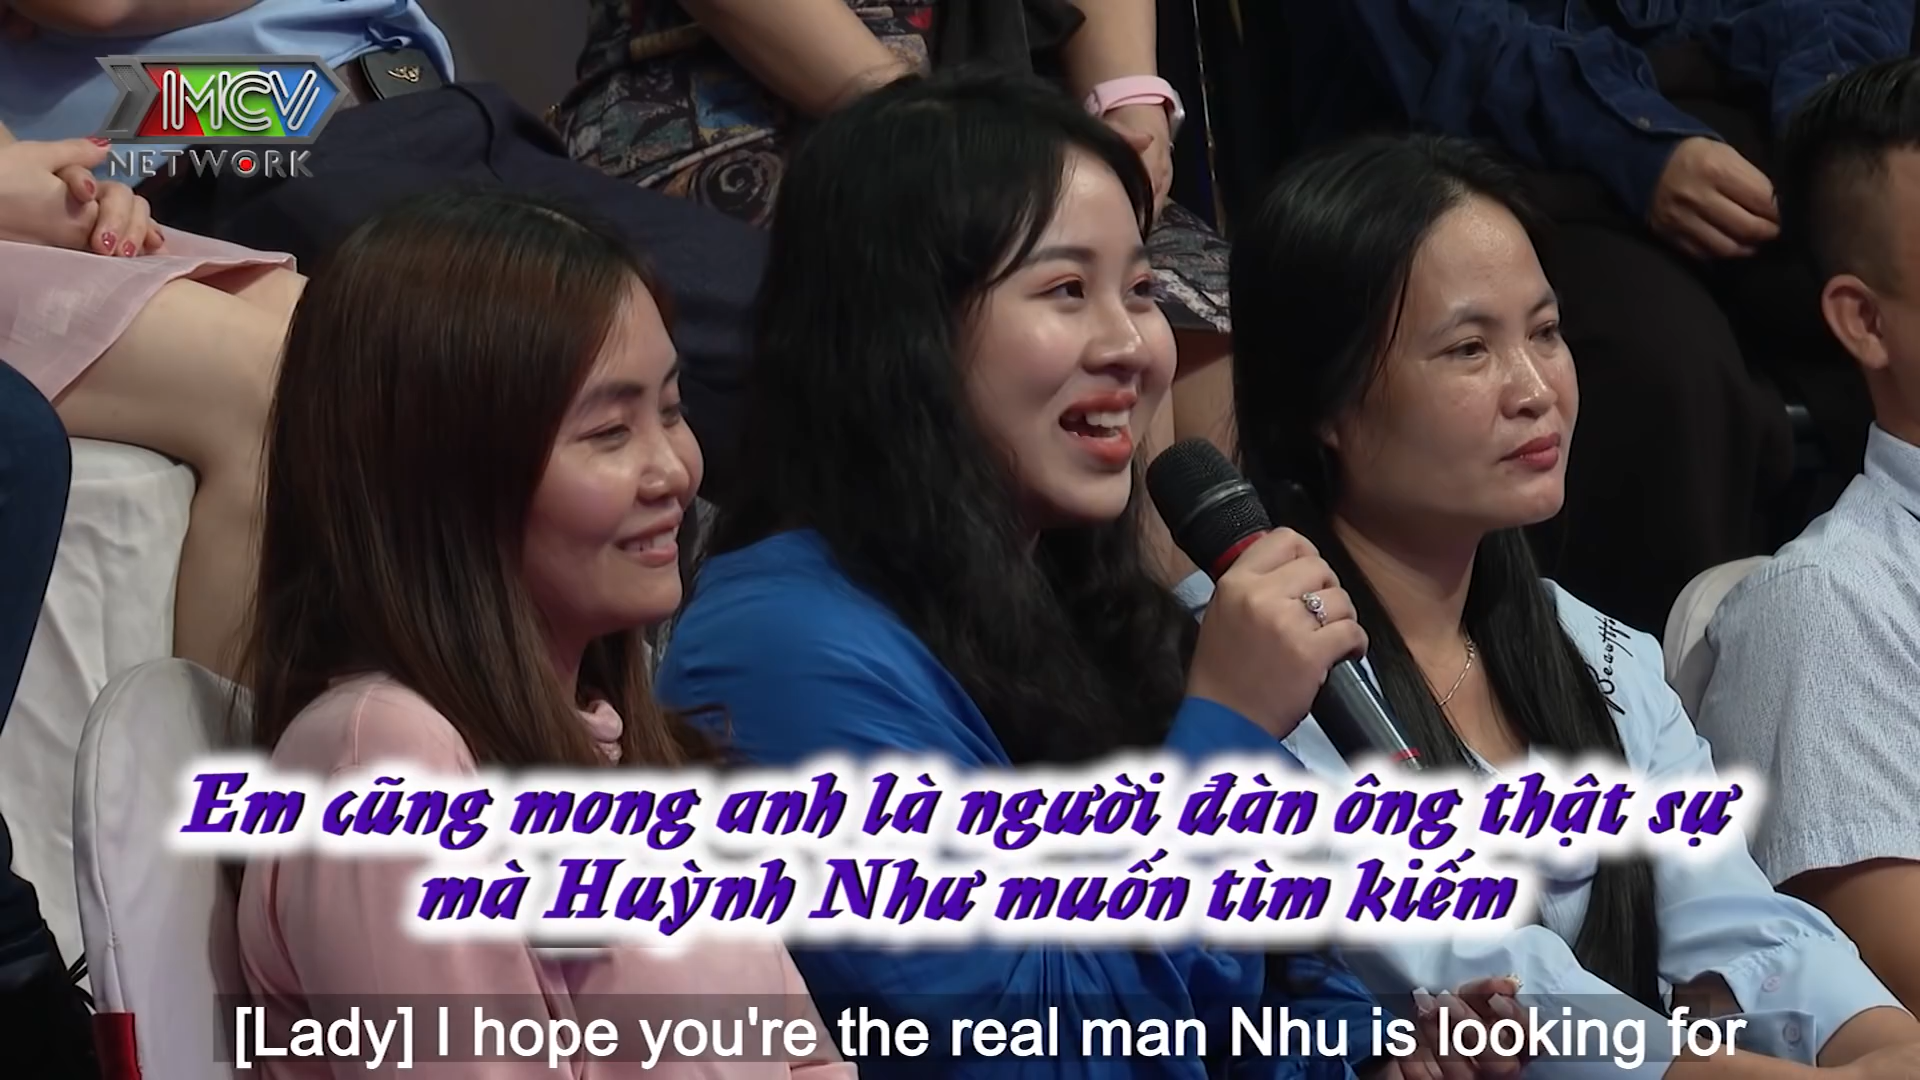 MCV
NETWORK
Em cũng mong anh là người đàn ông thật sự
mà Huỳnh Như muốn tìm kiếm
[Lady] I hope you're the real man Nhu is looking for